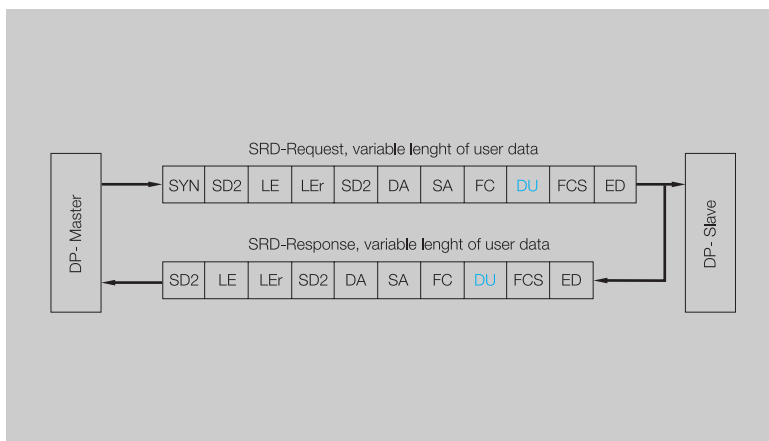 SRD-Request, variable lenght of user data
DP- Master
SYN SD2 LE LEr SD2 DA SA FC DU FCS ED
DP- Slave
SRD-Response, variable lenght of user data
SD2 LE LEr SD2 DA SA FC DU FCS ED